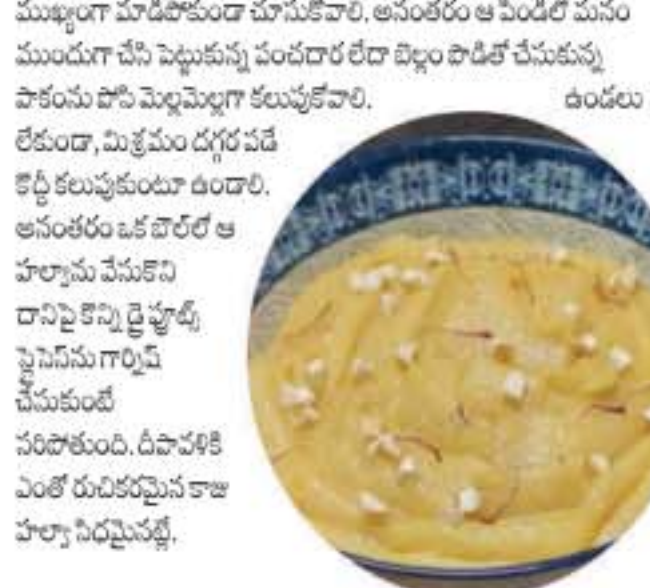 ముఖ్యంగా మాడిపోకుండా చూసుకోవాలి. అనంతరం ఆ పిండిలో మనం
ముందుగా చేసి పెట్టుకున్న పంచదార లేదా బెల్లం పౌడితో చేసుకున్న
పాకంను పోసి మెల్లమెల్లగా కలుపుకోవాలి. ఉండలు
లేకుండా, మిశ్రమం దగ్గర పడే
కొద్దీ కలుపుకుంటూ ఉండాలి.
అనంతరం ఒక బౌల్‌లో ఆ
హల్వాను వేసుకొని
దానిపై కొన్ని డ్రై ఫ్రూట్స్
స్లైసెస్‌ను గార్నిష్
చేసుకుంటే
సరిపోతుంది. దీపావళికి
ఎంతో రుచికరమైన కాజు
హల్వా సిధమైనట్లే.